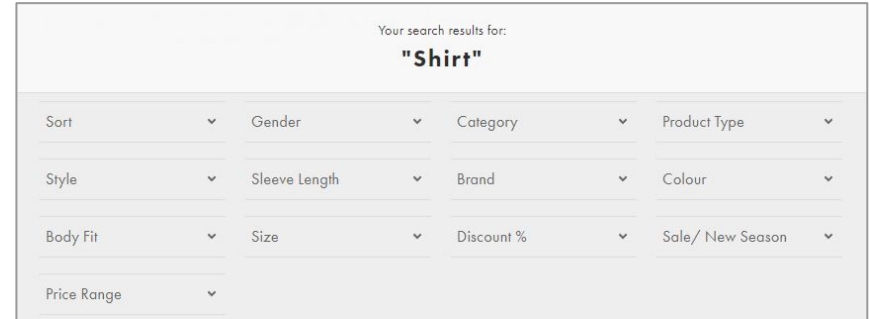 Your search results for:
"Shirt"
Sort Gender Category Product Type
Style Sleeve Length Brand Colour
Body Fit Size Discount % Sale/ New Season
Price Range